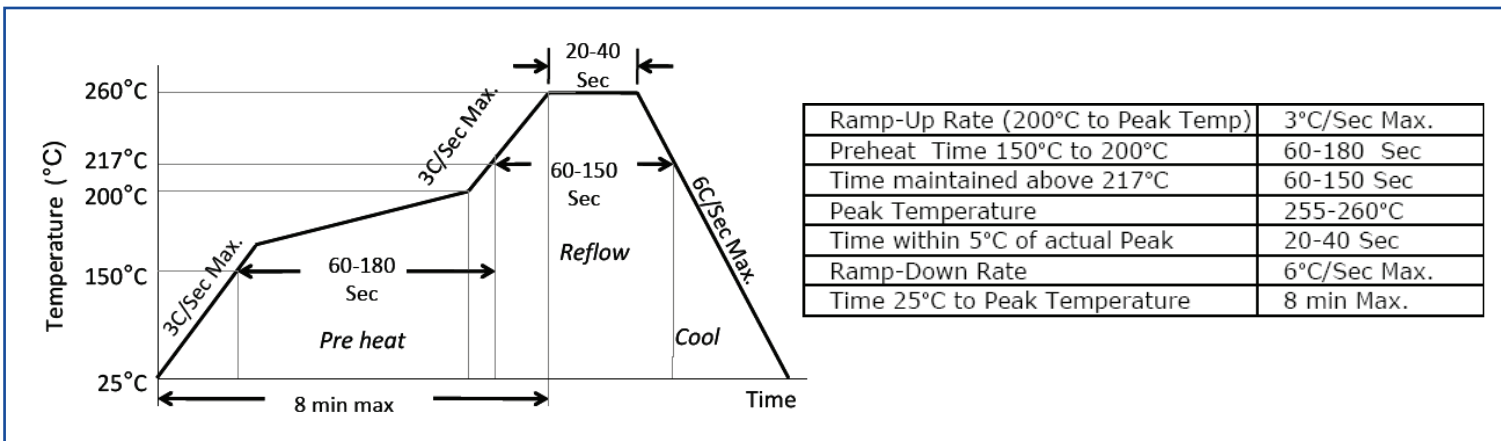 20-40
Sec
260°C
217°C
200°C
150°C
25°C
Temperature (°C)
3C/Sec Max.
3C/Sec Max.
6C/Sec Max.
60-150
Sec
Reflow
60-180
Sec
Pre heat
Cool
8 min max
Time
Ramp-Up Rate (200°C to Peak Temp) 3°C/Sec Max.
Preheat Time 150°C to 200°C 60-180 Sec
Time maintained above 217°C 60-150 Sec
Peak Temperature 255-260°C
Time within 5°C of actual Peak 20-40 Sec
Ramp-Down Rate 6°C/Sec Max.
Time 25°C to Peak Temperature 8 min Max.